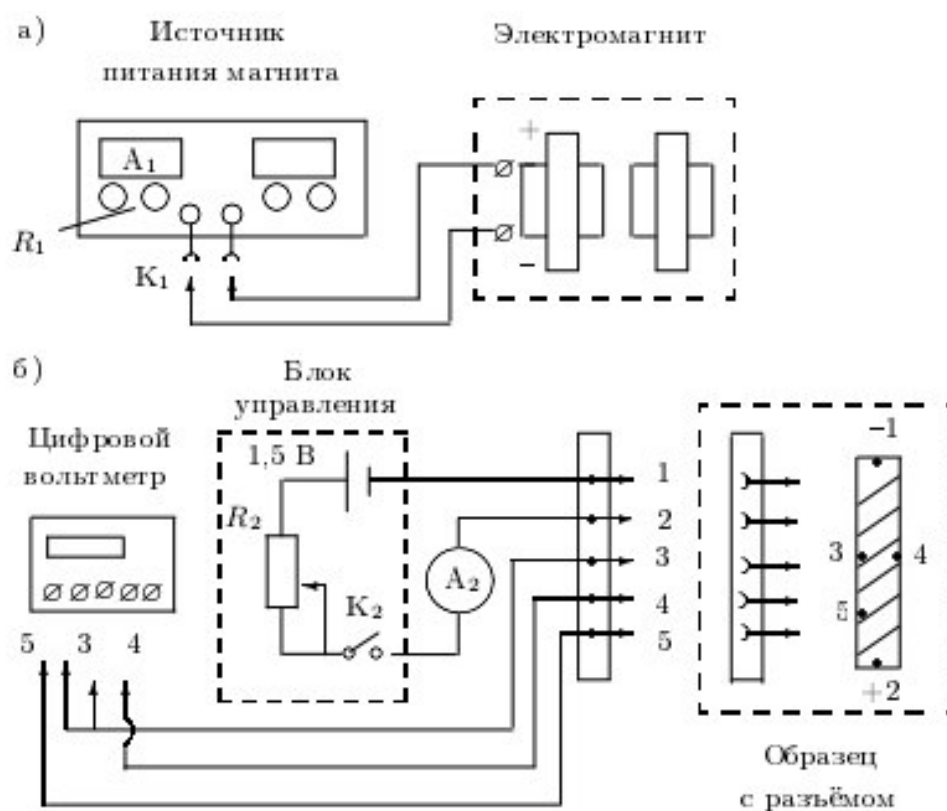 а)
Источник
питания магнита
Электромагнит
A₁
R₁
K₁
+
–
б)
Блок
управления
Цифровой
вольтметр
1,5 В
R₂
K₂
A₂
5 3 4
1
2
3
4
5
–1
3
4
5
+2
Образец
с разъёмом